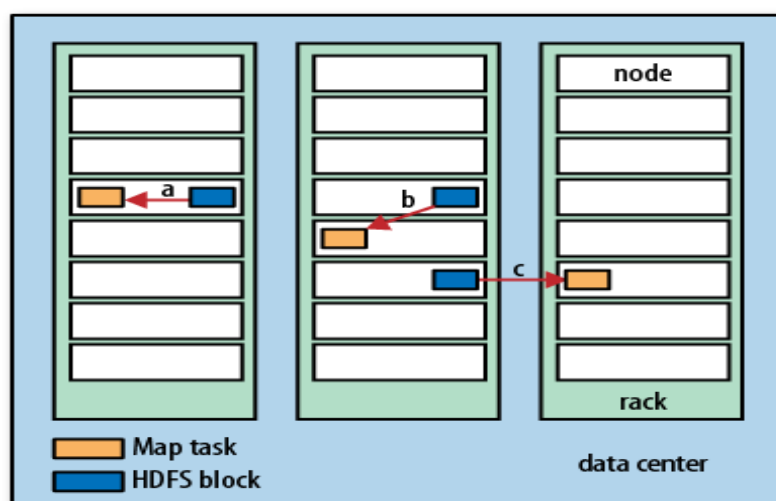 node
a
b
c
rack
Map task
HDFS block
data center